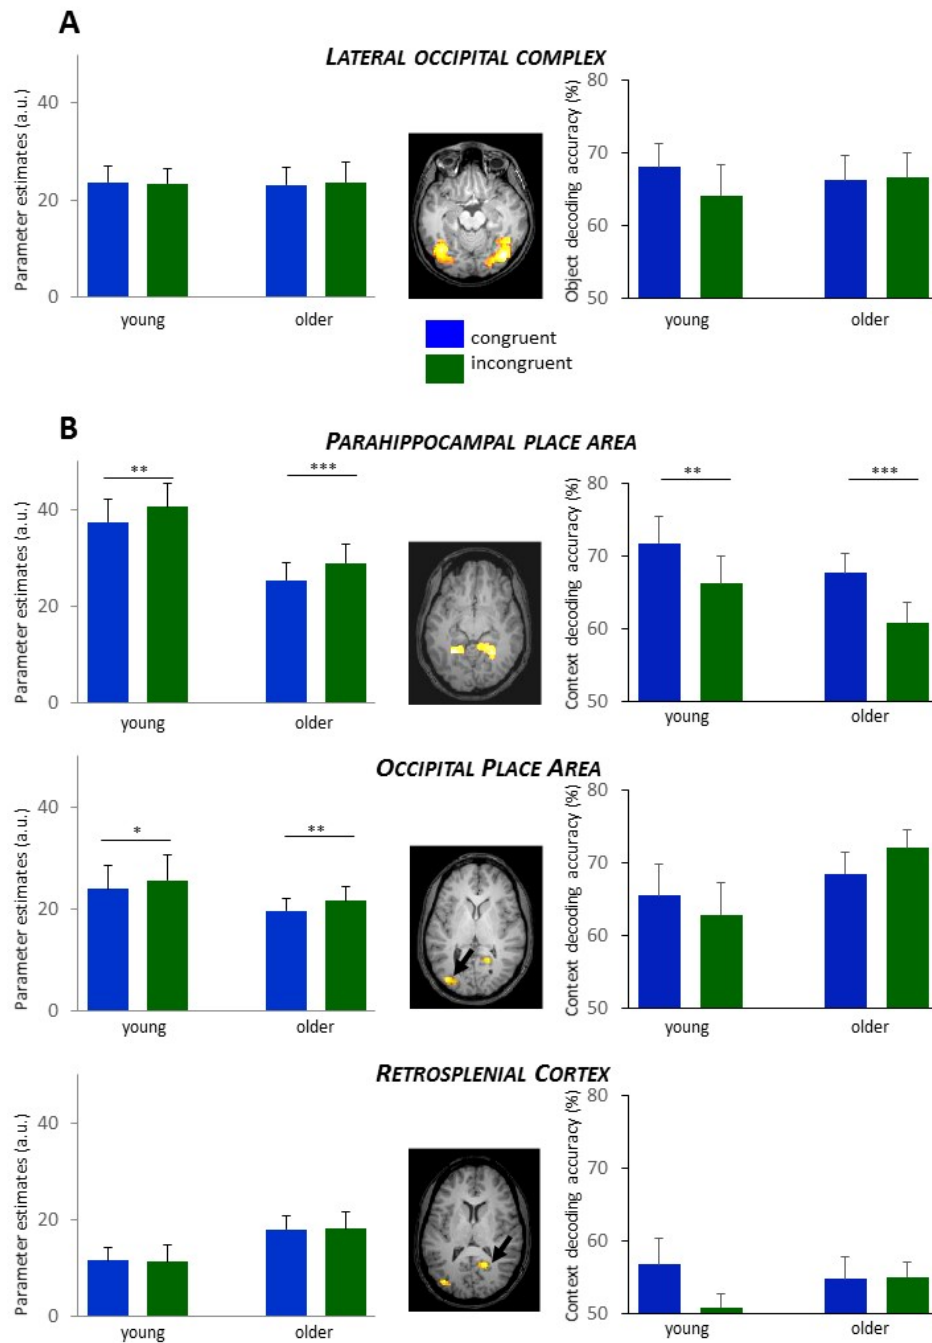 A
LATERAL OCCIPITAL COMPLEX
Parameter estimates (a.u.)
40
20
0
young
older
Object decoding accuracy (%)
80
70
60
50
young
older
congruent
incongruent
B
PARAHIPPOCAMPAL PLACE AREA
Parameter estimates (a.u.)
40
20
0
**
***
young
older
Context decoding accuracy (%)
80
70
60
50
**
***
young
older
OCCIPITAL PLACE AREA
Parameter estimates (a.u.)
40
20
0
*
**
young
older
Context decoding accuracy (%)
80
70
60
50
young
older
RETROSPLENIAL CORTEX
Parameter estimates (a.u.)
40
20
0
young
older
Context decoding accuracy (%)
80
70
60
50
young
older